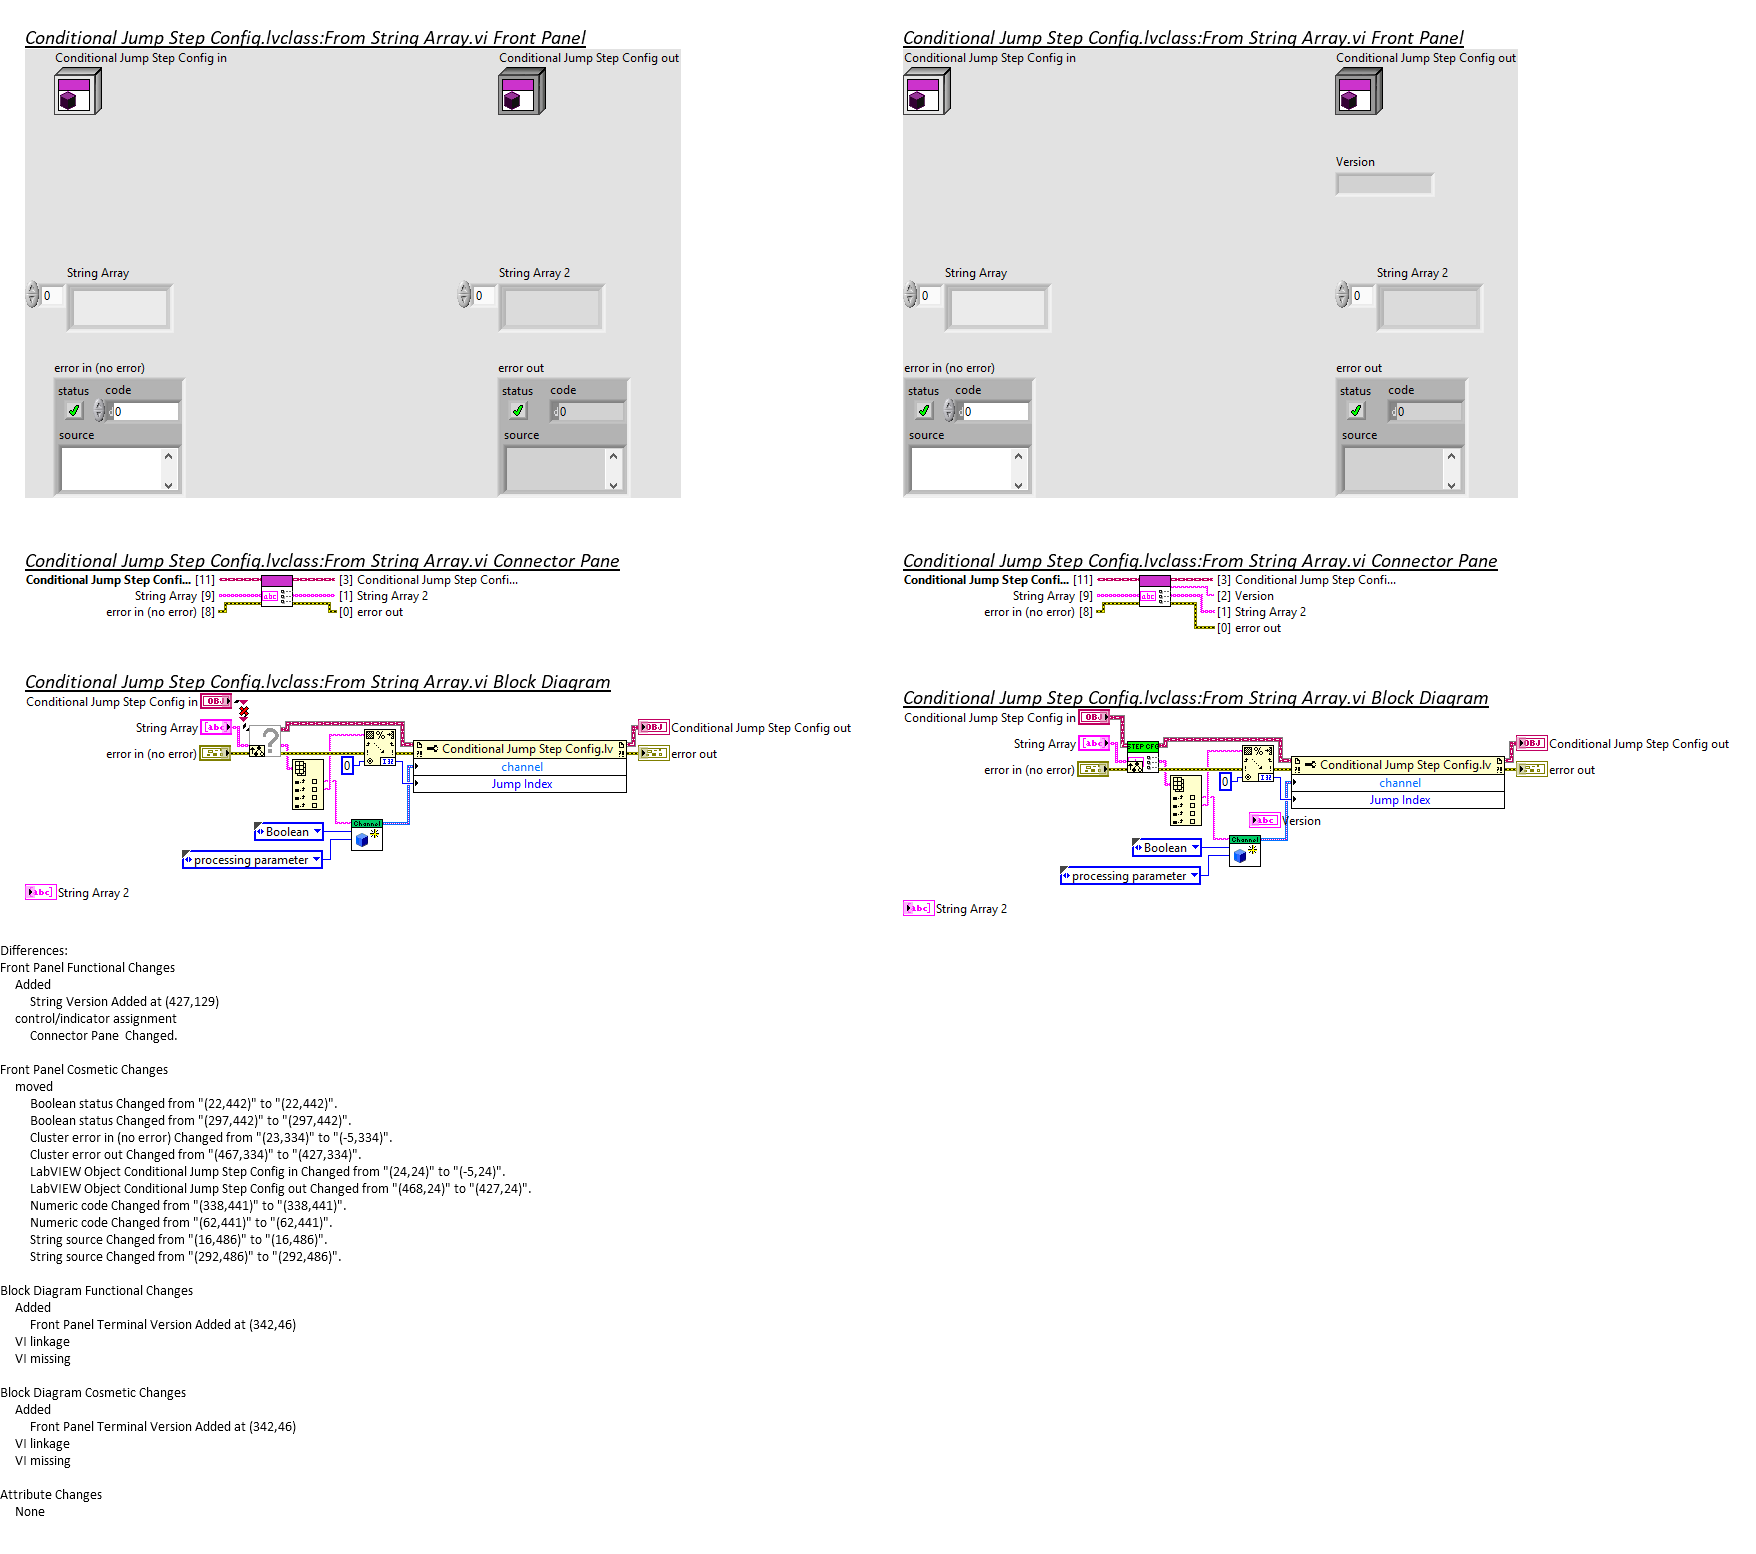 Conditional Jump Step Config.lvclass:From String Array.vi Front Panel
Conditional Jump Step Config in
Conditional Jump Step Config out
String Array
0
String Array 2
0
error in (no error)
status
code
d0
source
error out
status
code
d0
source
Conditional Jump Step Config.lvclass:From String Array.vi Connector Pane
Conditional Jump Step Confi... [11]
String Array [9]
error in (no error) [8]
abc
[3] Conditional Jump Step Confi...
[1] String Array 2
[0] error out
Conditional Jump Step Config.lvclass:From String Array.vi Block Diagram
Conditional Jump Step Config in
OBJ
String Array
[abc]
error in (no error)
?
%
0
I32
Conditional Jump Step Config.lv
channel
Jump Index
OBJ
Conditional Jump Step Config out
error out
Boolean
Channel
processing parameter
[abc]
String Array 2
Conditional Jump Step Config.lvclass:From String Array.vi Front Panel
Conditional Jump Step Config in
Conditional Jump Step Config out
Version
String Array
0
String Array 2
0
error in (no error)
status
code
d0
source
error out
status
code
d0
source
Conditional Jump Step Config.lvclass:From String Array.vi Connector Pane
Conditional Jump Step Confi... [11]
String Array [9]
error in (no error) [8]
abc
[3] Conditional Jump Step Confi...
[2] Version
[1] String Array 2
[0] error out
Conditional Jump Step Config.lvclass:From String Array.vi Block Diagram
Conditional Jump Step Config in
OBJ
String Array
[abc]
error in (no error)
STEP CFG
%
0
I32
Conditional Jump Step Config.lv
channel
Jump Index
OBJ
Conditional Jump Step Config out
error out
abc
Version
Boolean
Channel
processing parameter
[abc]
String Array 2
Differences:
Front Panel Functional Changes
Added
String Version Added at (427,129)
control/indicator assignment
Connector Pane  Changed.
Front Panel Cosmetic Changes
moved
Boolean status Changed from "(22,442)" to "(22,442)".
Boolean status Changed from "(297,442)" to "(297,442)".
Cluster error in (no error) Changed from "(23,334)" to "(-5,334)".
Cluster error out Changed from "(467,334)" to "(427,334)".
LabVIEW Object Conditional Jump Step Config in Changed from "(24,24)" to "(-5,24)".
LabVIEW Object Conditional Jump Step Config out Changed from "(468,24)" to "(427,24)".
Numeric code Changed from "(338,441)" to "(338,441)".
Numeric code Changed from "(62,441)" to "(62,441)".
String source Changed from "(16,486)" to "(16,486)".
String source Changed from "(292,486)" to "(292,486)".
Block Diagram Functional Changes
Added
Front Panel Terminal Version Added at (342,46)
VI linkage
VI missing
Block Diagram Cosmetic Changes
Added
Front Panel Terminal Version Added at (342,46)
VI linkage
VI missing
Attribute Changes
None